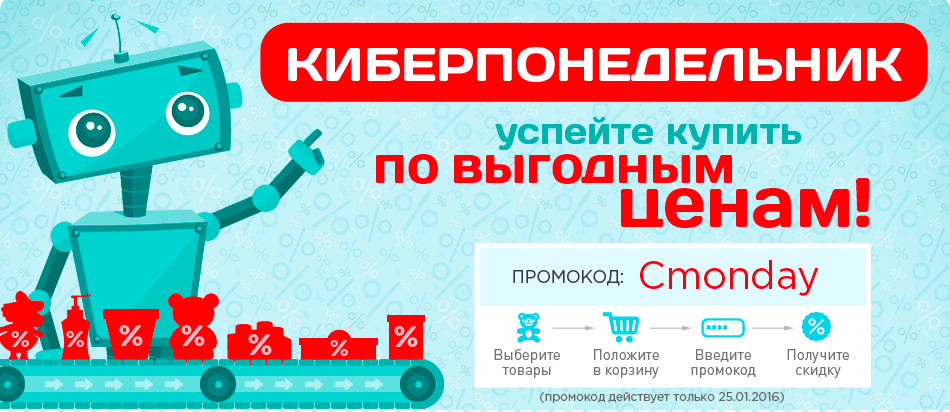 КИБЕРПОНЕДЕЛЬНИК
успейте купить
по выгодным
ценам!
ПРОМОКОД: Cmonday
Выберите товары
Положите в корзину
Введите промокод
Получите скидку
(промокод действует только 25.01.2016)